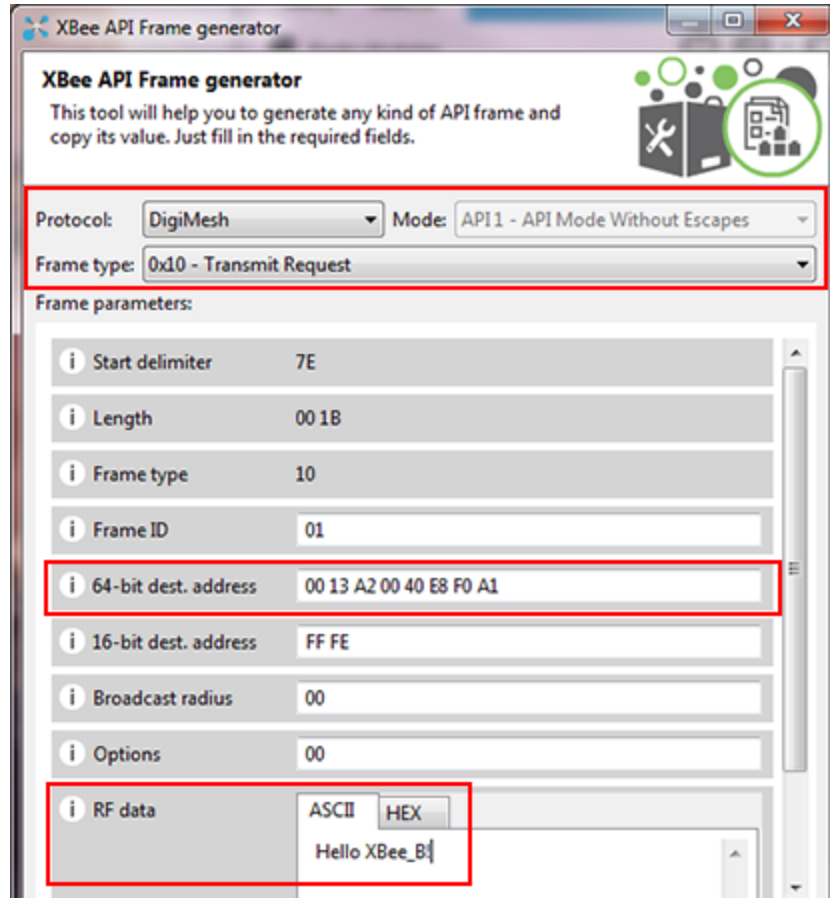 XBee API Frame generator
XBee API Frame generator
This tool will help you to generate any kind of API frame and
copy its value. Just fill in the required fields.
Protocol: DigiMesh Mode: API 1 - API Mode Without Escapes
Frame type: 0x10 - Transmit Request
Frame parameters:
i Start delimiter 7E
i Length 00 1B
i Frame type 10
i Frame ID 01
i 64-bit dest. address 00 13 A2 00 40 E8 F0 A1
i 16-bit dest. address FF FE
i Broadcast radius 00
i Options 00
i RF data ASCII HEX
Hello XBee_B!